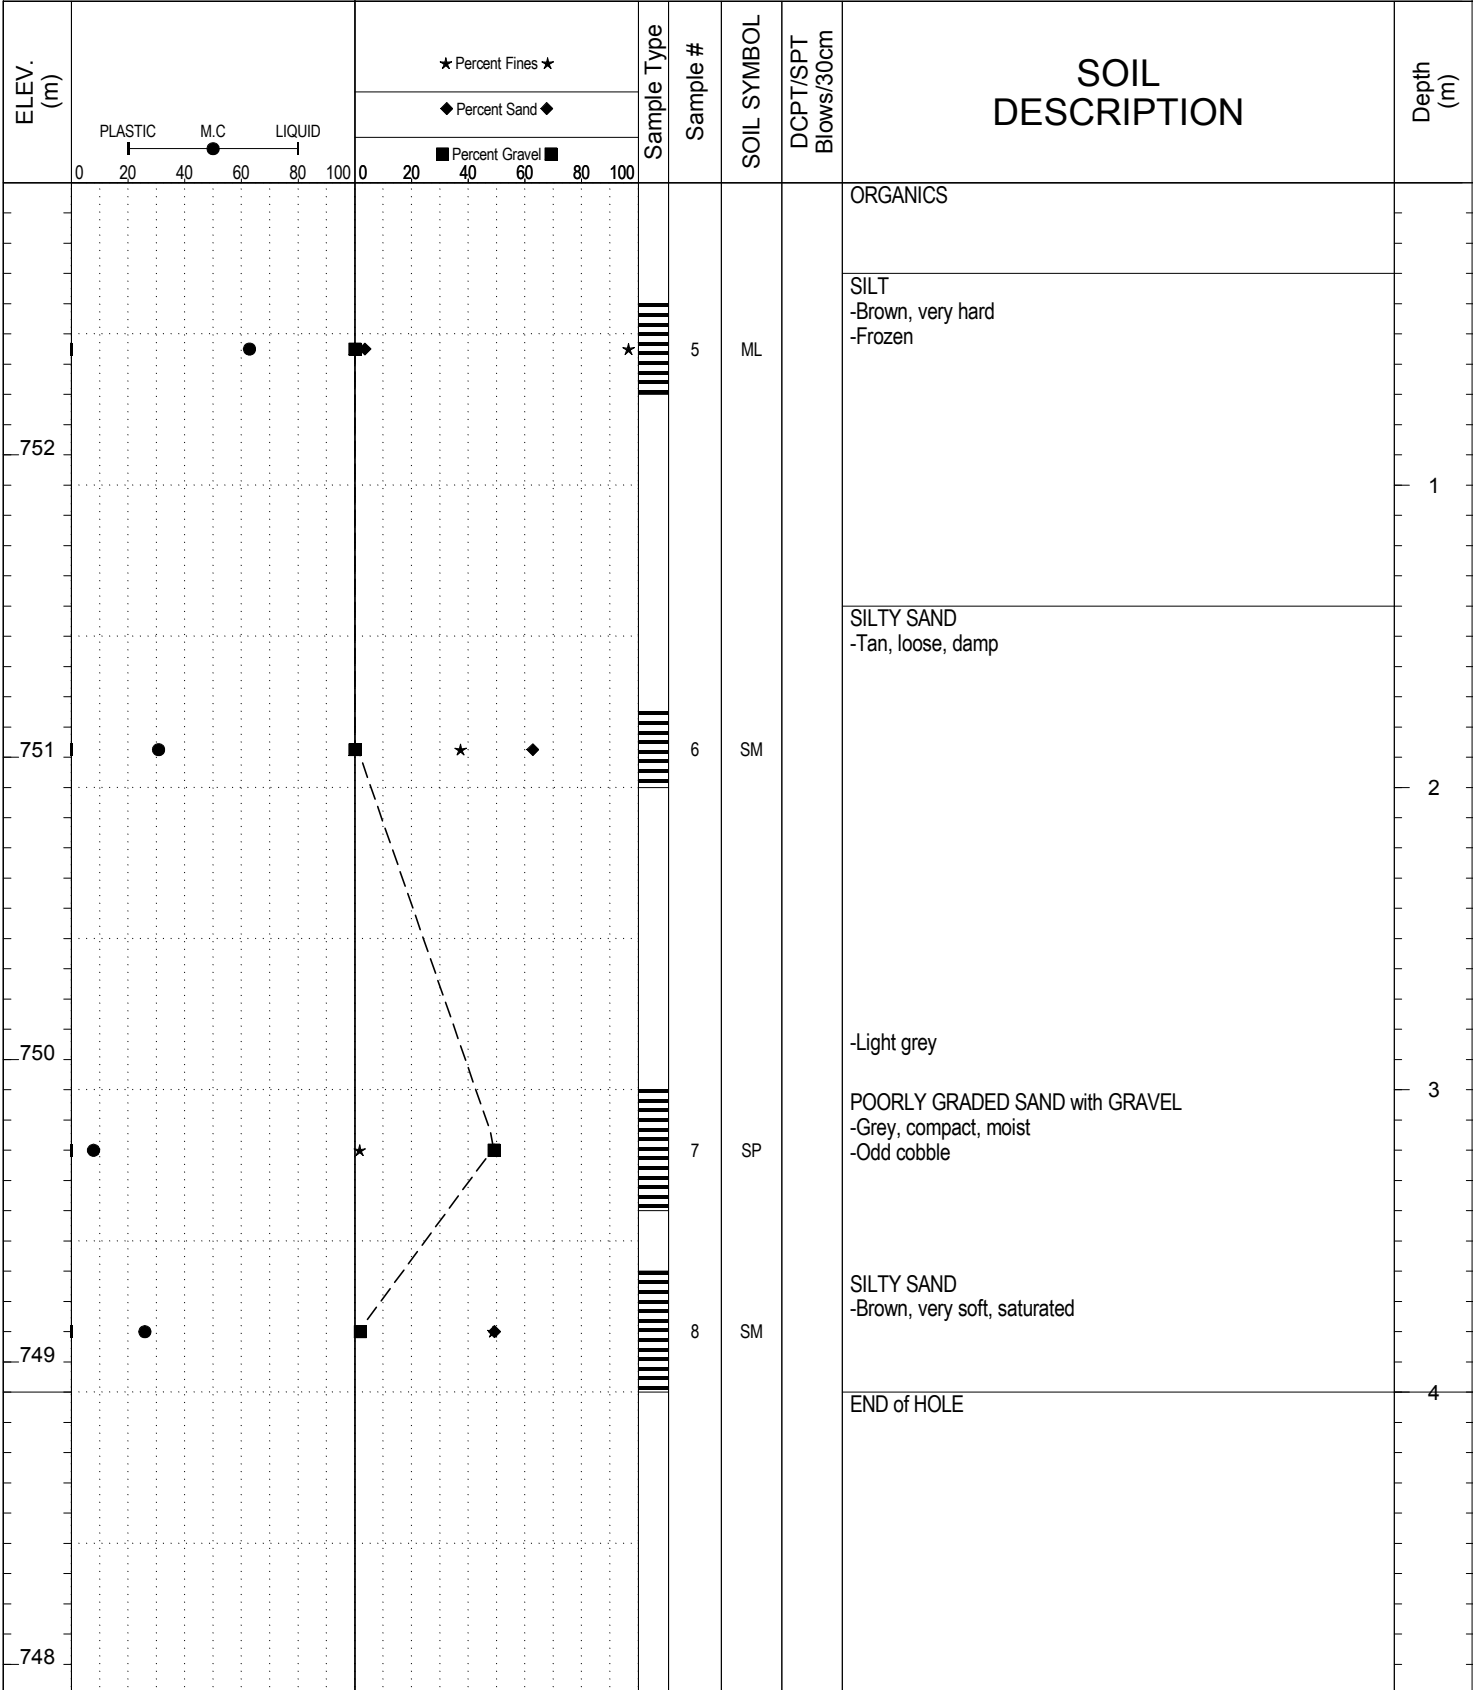 ELEV.
(m)
PLASTIC M.C LIQUID
0 20 40 60 80 100
★ Percent Fines ★
◆ Percent Sand ◆
■ Percent Gravel ■
0 20 40 60 80 100
Sample Type
Sample #
SOIL SYMBOL
DCPT/SPT
Blows/30cm
SOIL
DESCRIPTION
Depth
(m)
ORGANICS
SILT
-Brown, very hard
-Frozen
5 ML
752
1
SILTY SAND
-Tan, loose, damp
751
6 SM
2
750
-Light grey
3
POORLY GRADED SAND with GRAVEL
-Grey, compact, moist
-Odd cobble
7 SP
SILTY SAND
-Brown, very soft, saturated
8 SM
749
4
END of HOLE
748